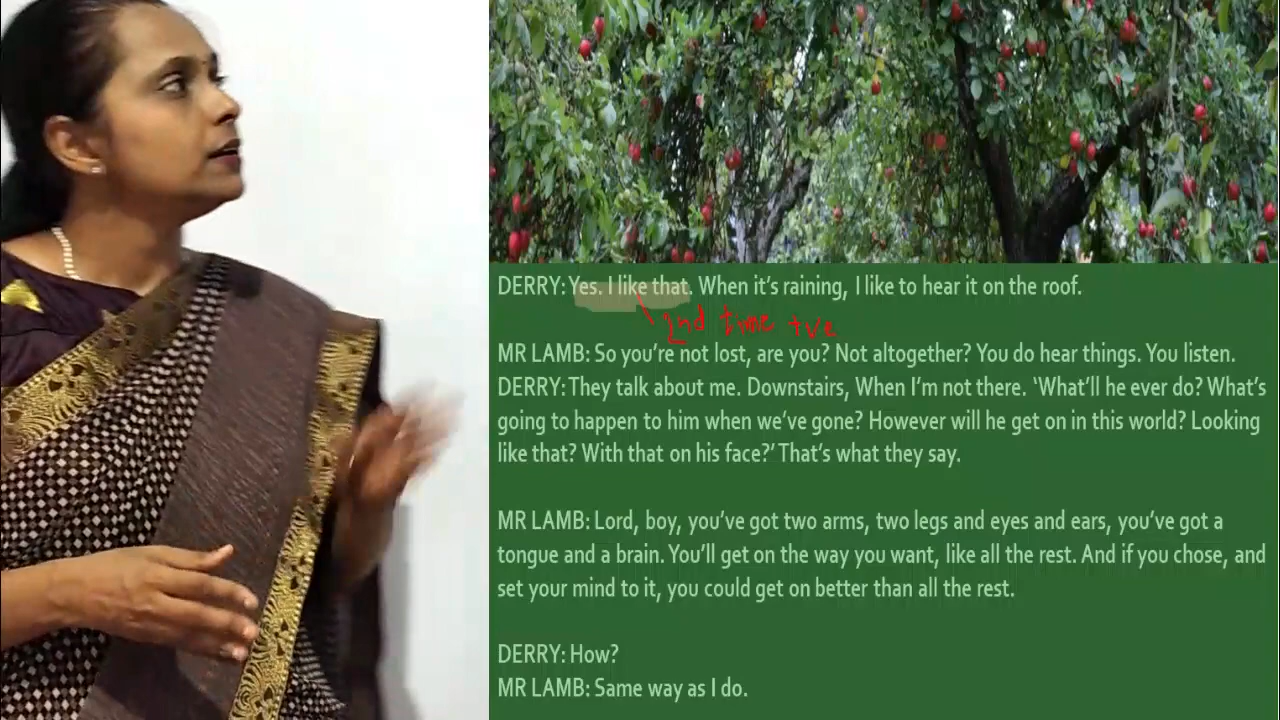 DERRY: Yes. I like that. When it's raining, I like to hear it on the roof.
2nd time +ve
MR LAMB: So you're not lost, are you? Not altogether? You do hear things. You listen.
DERRY: They talk about me. Downstairs, When I'm not there. 'What'll he ever do? What's
going to happen to him when we've gone? However will he get on in this world? Looking
like that? With that on his face?' That's what they say.
MR LAMB: Lord, boy, you've got two arms, two legs and eyes and ears, you've got a
tongue and a brain. You'll get on the way you want, like all the rest. And if you chose, and
set your mind to it, you could get on better than all the rest.
DERRY: How?
MR LAMB: Same way as I do.